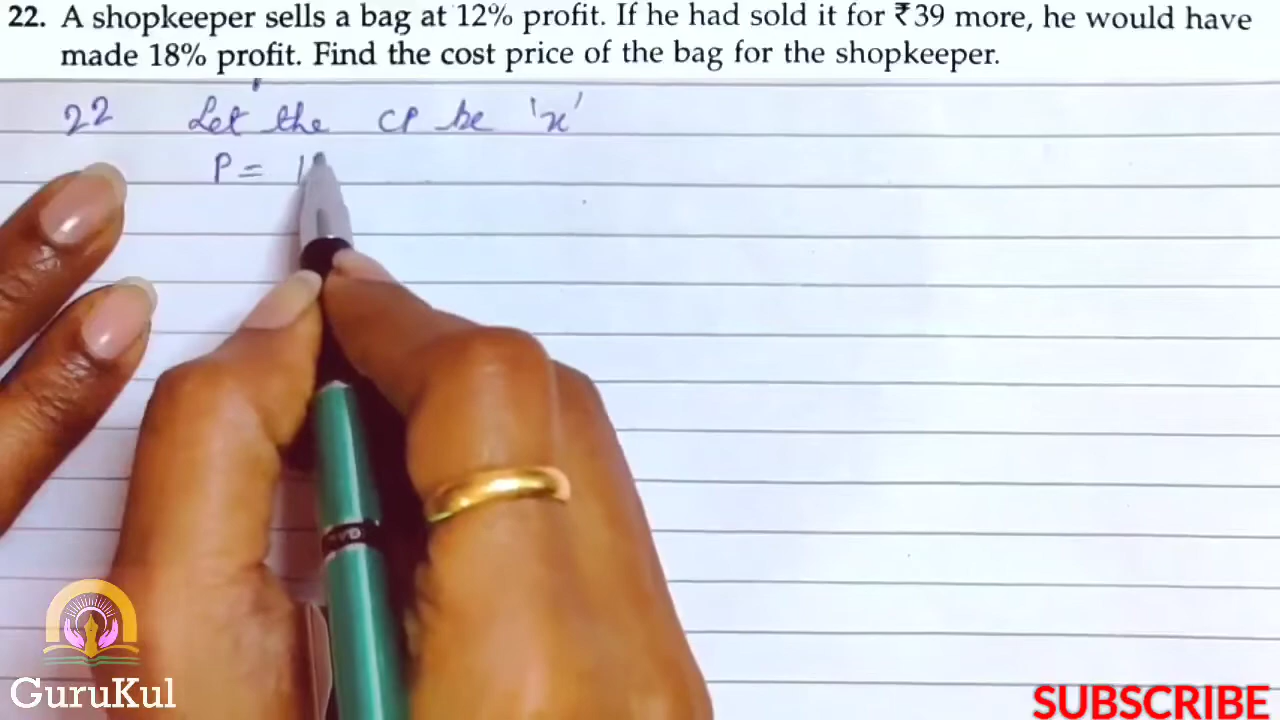 22. A shopkeeper sells a bag at 12% profit. If he had sold it for ₹39 more, he would have
made 18% profit. Find the cost price of the bag for the shopkeeper.
22 Let the CP be 'x'
P = 1
GuruKul
SUBSCRIBE